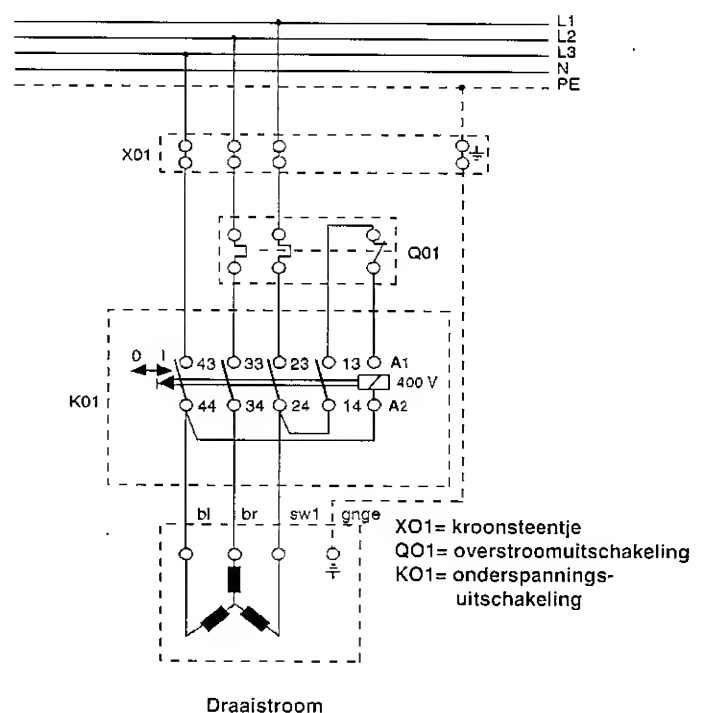 L1
L2
L3
N
PE
X01
Q01
0 I
43 33 23 13 A1
400 V
K01
44 34 24 14 A2
bl br sw1 gnge
XO1= kroonsteentje
QO1= overstroomuitschakeling
KO1= onderspannings-
uitschakeling
Draaistroom